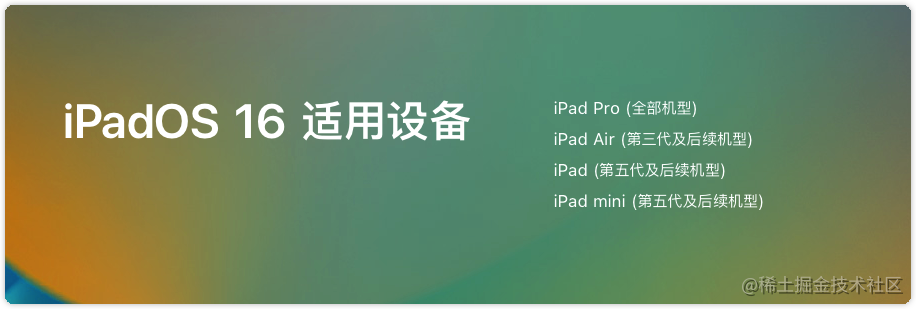 iPadOS 16 适用设备
iPad Pro (全部机型)
iPad Air (第三代及后续机型)
iPad (第五代及后续机型)
iPad mini (第五代及后续机型)
@稀土掘金技术社区